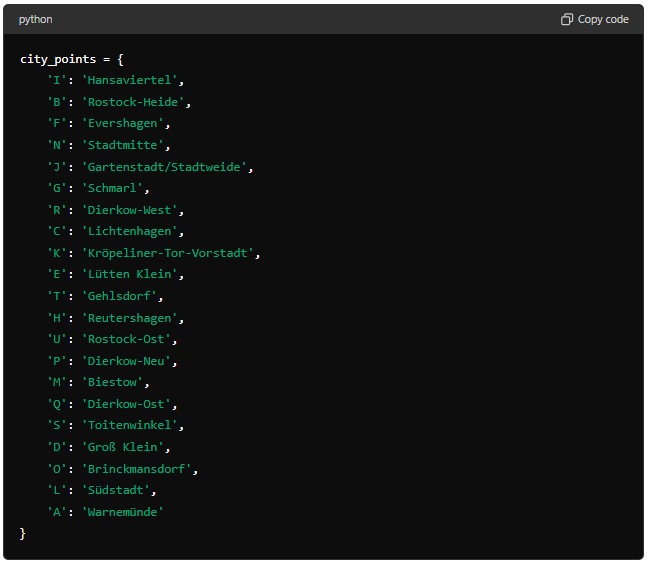 python
Copy code
city_points = {
    'I': 'Hansaviertel',
    'B': 'Rostock-Heide',
    'F': 'Evershagen',
    'N': 'Stadtmitte',
    'J': 'Gartenstadt/Stadtweide',
    'G': 'Schmarl',
    'R': 'Dierkow-West',
    'C': 'Lichtenhagen',
    'K': 'Kröpeliner-Tor-Vorstadt',
    'E': 'Lütten Klein',
    'T': 'Gehlsdorf',
    'H': 'Reutershagen',
    'U': 'Rostock-Ost',
    'P': 'Dierkow-Neu',
    'M': 'Biestow',
    'Q': 'Dierkow-Ost',
    'S': 'Toitenwinkel',
    'D': 'Groß Klein',
    'O': 'Brinckmansdorf',
    'L': 'Südstadt',
    'A': 'Warnemünde'
}